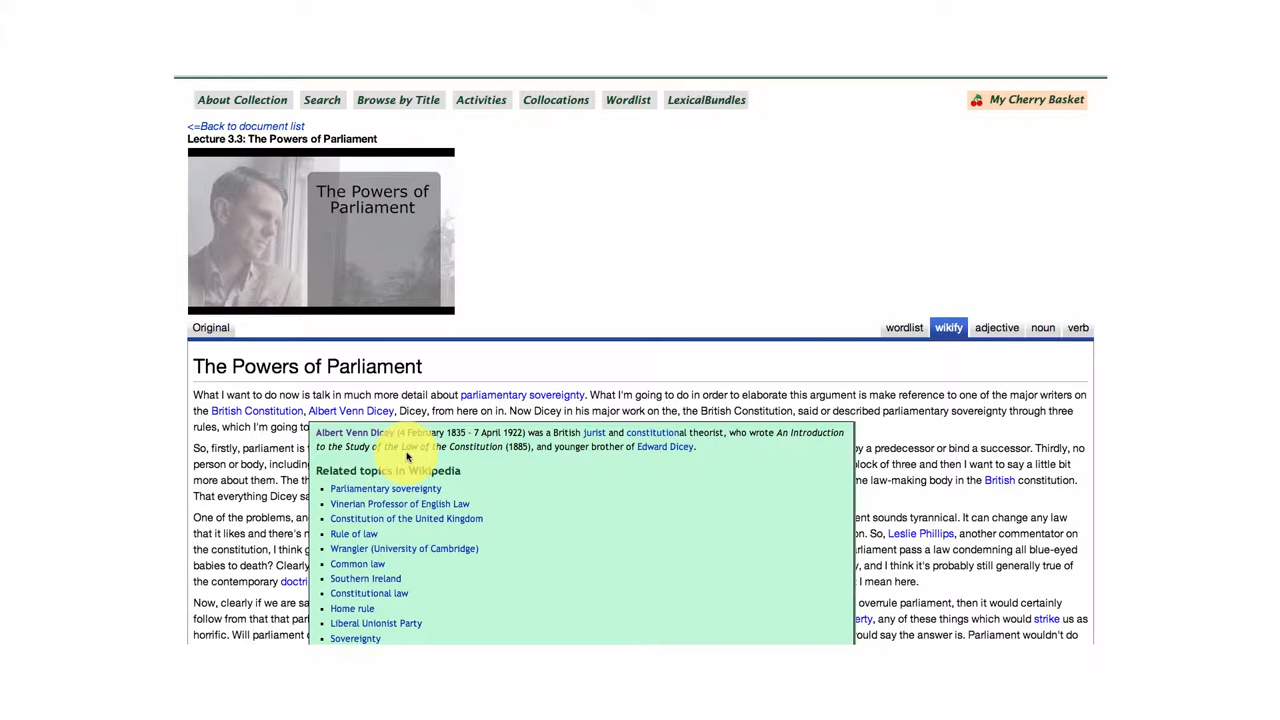 About Collection Search Browse by Title Activities Collocations Wordlist LexicalBundles My Cherry Basket
<=Back to document list
Lecture 3.3: The Powers of Parliament
The Powers of
Parliament
Original wordlist wikify adjective noun verb
The Powers of Parliament
What I want to do now is talk in much more detail about parliamentary sovereignty. What I'm going to do in order to elaborate this argument is make reference to one of the major writers on
the British Constitution, Albert Venn Dicey, Dicey, from here on in. Now Dicey in his major work on the, the British Constitution, said or described parliamentary sovereignty through three
rules, which I'm going to
Albert Venn Dicey (4 February 1835 - 7 April 1922) was a British jurist and constitutional theorist, who wrote An Introduction
to the Study of the Law of the Constitution (1885), and younger brother of Edward Dicey.
Related topics in Wikipedia
Parliamentary sovereignty
Vinerian Professor of English Law
Constitution of the United Kingdom
Rule of law
Wrangler (University of Cambridge)
Common law
Southern Ireland
Constitutional law
Home rule
Liberal Unionist Party
Sovereignty
So, firstly, parliament is by a predecessor or bind a successor. Thirdly, no
person or body, including block of three and then I want to say a little bit
more about them. The me law-making body in the British constitution.
That everything Dicey
One of the problems, sounds tyrannical. It can change any law
that it likes and there's So, Leslie Phillips, another commentator on
the constitution, I think parliament pass a law condemning all blue-eyed
babies to death? Clearly and I think it's probably still generally true of
the contemporary I mean here.
Now, clearly if we are overrule parliament, then it would certainly
follow from that that any of these things which would strike us as
horrific. Will parliament would say the answer is. Parliament wouldn't do